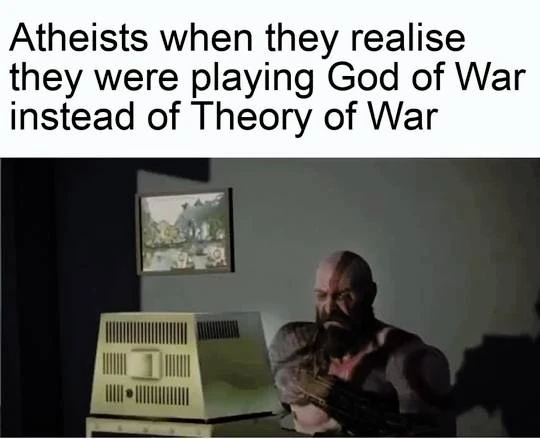 Atheists when they realise
they were playing God of War
instead of Theory of War